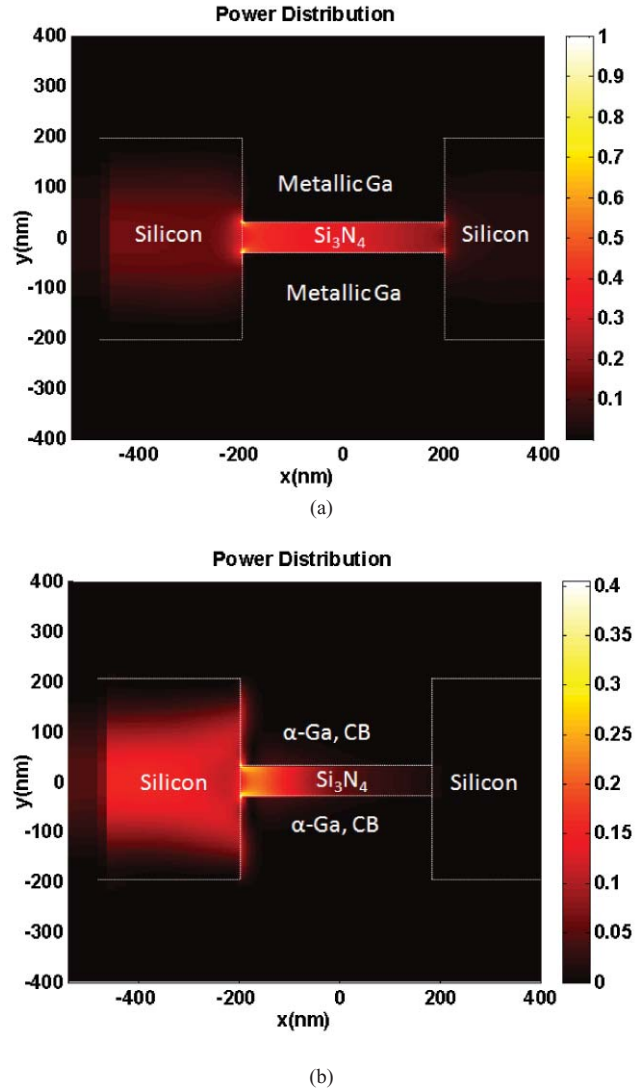 Power Distribution
400
300
200
100
0
-100
-200
-300
-400
y(nm)
Metallic Ga
Silicon
Si₃N₄
Silicon
Metallic Ga
-400
-200
0
200
400
x(nm)
1
0.9
0.8
0.7
0.6
0.5
0.4
0.3
0.2
0.1
(a)
Power Distribution
400
300
200
100
0
-100
-200
-300
-400
y(nm)
α-Ga, CB
Silicon
Si₃N₄
Silicon
α-Ga, CB
-400
-200
0
200
400
x(nm)
0.4
0.35
0.3
0.25
0.2
0.15
0.1
0.05
0
(b)